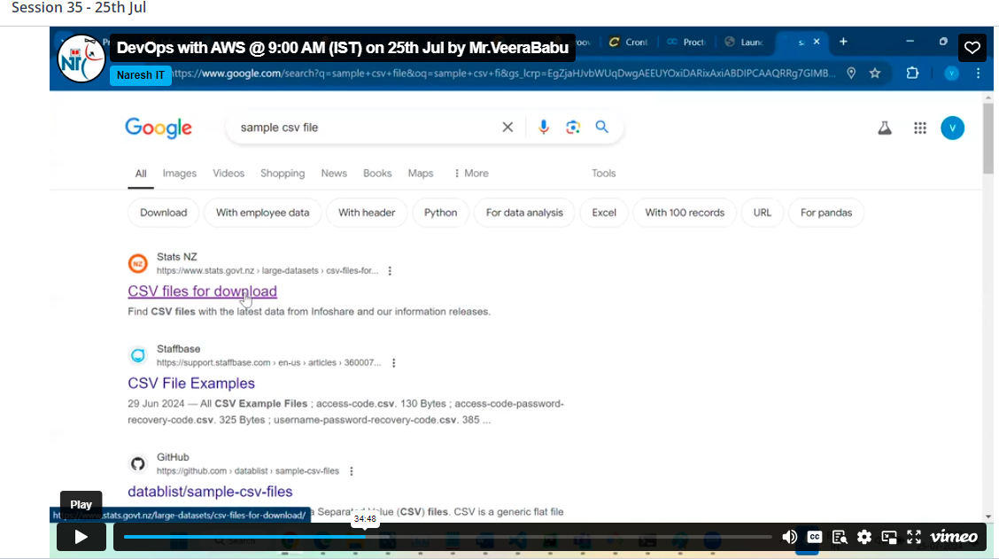 Session 35 - 25th Jul
DevOps with AWS @ 9:00 AM (IST) on 25th Jul by Mr.VeeraBabu
Naresh IT
https://www.google.com/search?q=sample+csv+file&oq=sample+csv+fi&gs_lcrp=EgZjaHJvbWUqDwgAEEUYOxiDARixAxiABDIPCAAQRRg7GIMB...
Cront
Proct
Laun
Google
sample csv file
V
All Images Videos Shopping News Books Maps More Tools
Download With employee data With header Python For data analysis Excel With 100 records URL For pandas
NZ
Stats NZ
https://www.stats.govt.nz › large-datasets › csv-files-for...
CSV files for download
Find CSV files with the latest data from Infoshare and our information releases.
Staffbase
https://support.staffbase.com › en-us › articles › 360007...
CSV File Examples
29 Jun 2024 — All CSV Example Files ; access-code.csv. 130 Bytes ; access-code-password-
recovery-code.csv. 325 Bytes ; username-password-recovery-code.csv. 385 ...
GitHub
https://github.com › datablist › sample-csv-files
datablist/sample-csv-files
a Separated Value (CSV) files. CSV is a generic flat file
Play
https://www.stats.govt.nz/large-datasets/csv-files-for-download/
34:48
CC
vimeo